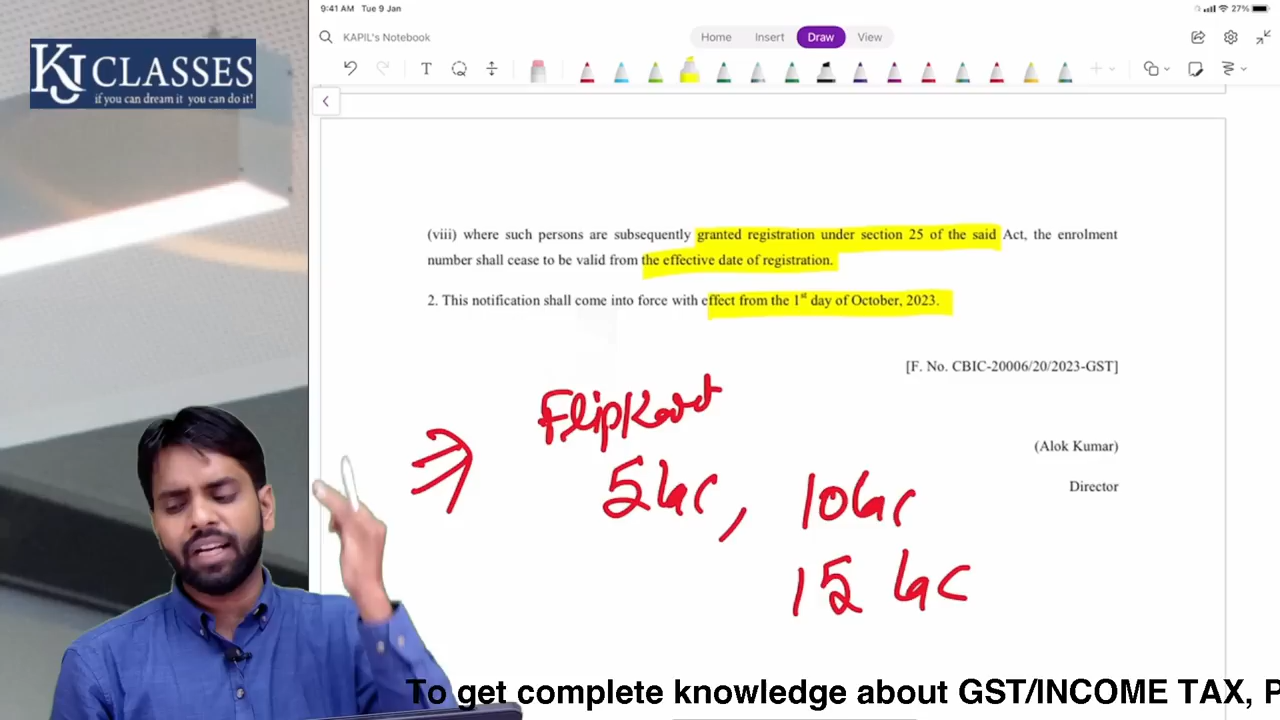 9:41 AM Tue 9 Jan
27%
KAPIL's Notebook
Home Insert Draw View
KJ CLASSES
if you can dream it you can do it!
(viii) where such persons are subsequently granted registration under section 25 of the said Act, the enrolment
number shall cease to be valid from the effective date of registration.
2. This notification shall come into force with effect from the 1st day of October, 2023.
[F. No. CBIC-20006/20/2023-GST]
(Alok Kumar)
Director
FlipKart
5 lac, 10 lac
15 lac
To get complete knowledge about GST/INCOME TAX, P